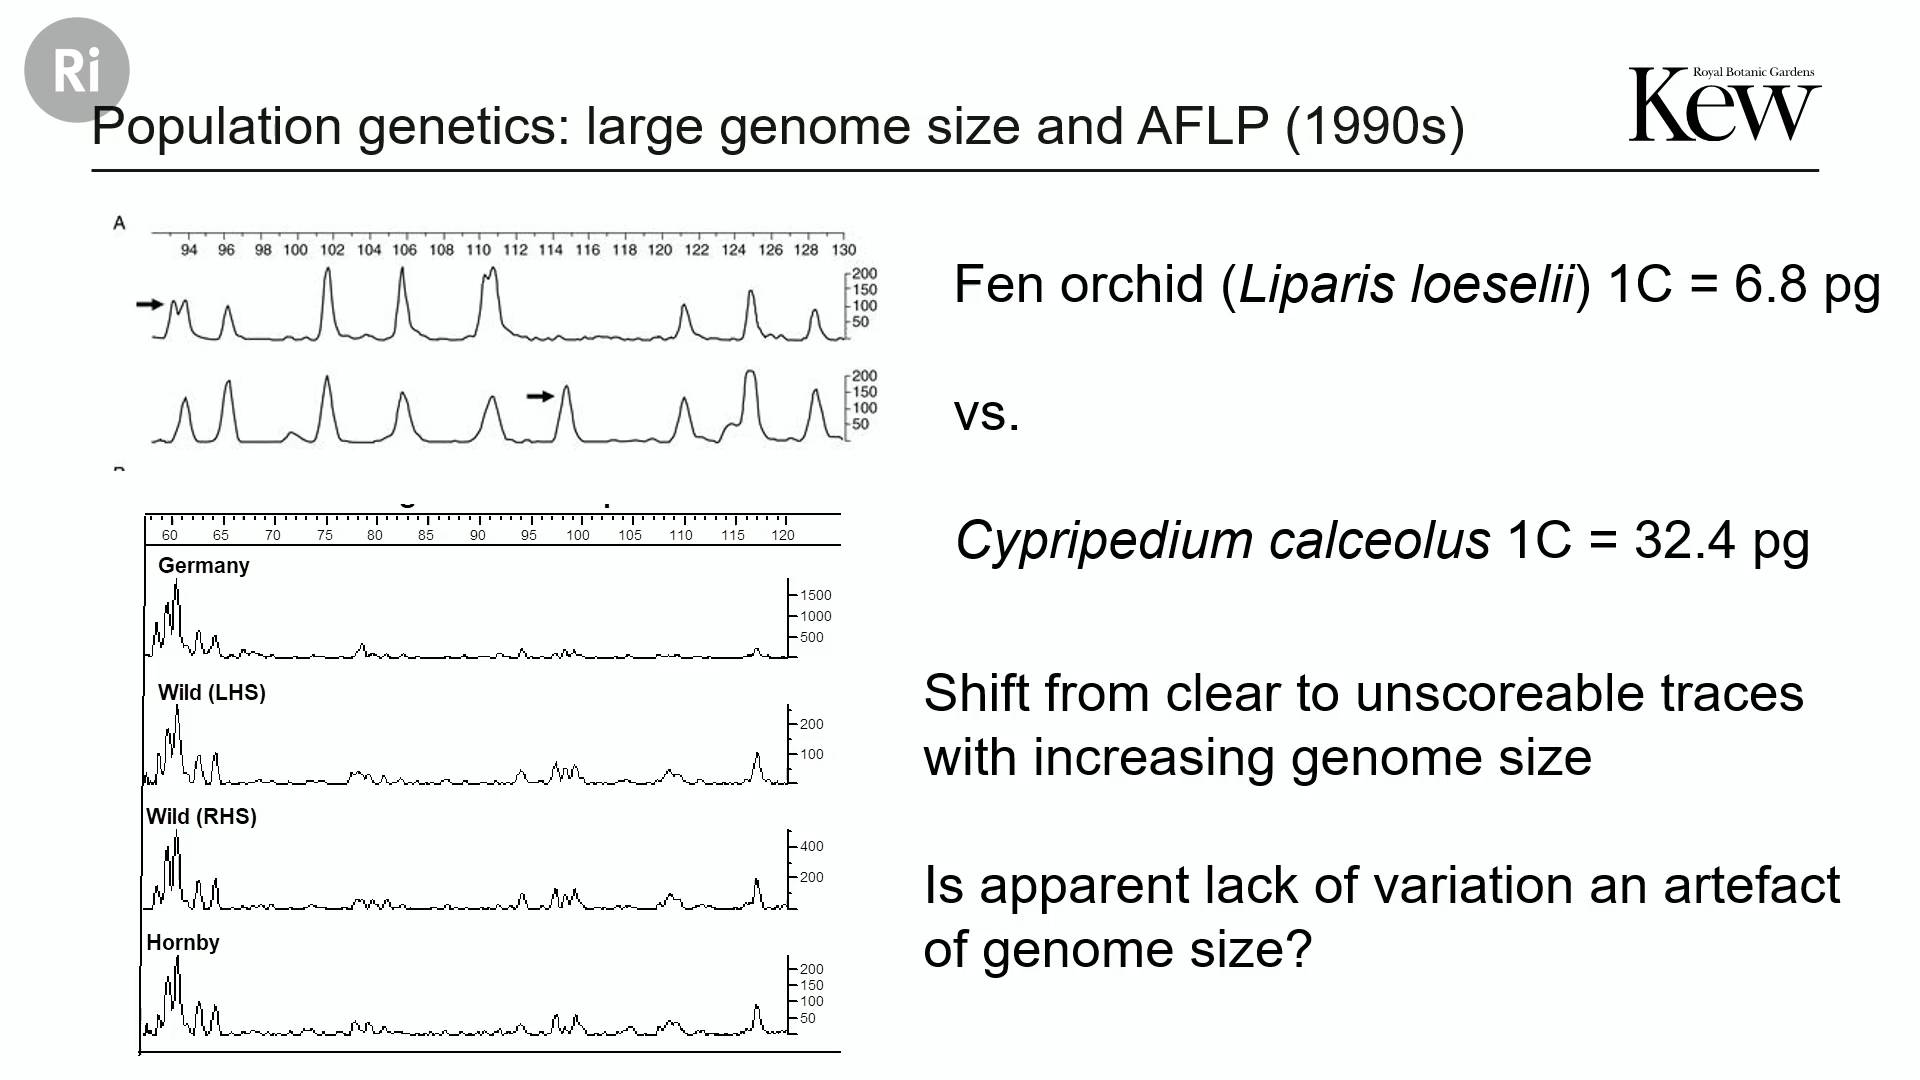 Ri
Royal Botanic Gardens
Kew
Population genetics: large genome size and AFLP (1990s)
A
94 96 98 100 102 104 106 108 110 112 114 116 118 120 122 124 126 128 130
200
150
100
50
200
150
100
50
60 65 70 75 80 85 90 95 100 105 110 115 120
Germany
1500
1000
500
Wild (LHS)
200
100
Wild (RHS)
400
200
Hornby
200
150
100
50
Fen orchid (Liparis loeselii) 1C = 6.8 pg
vs.
Cypripedium calceolus 1C = 32.4 pg
Shift from clear to unscoreable traces
with increasing genome size
Is apparent lack of variation an artefact
of genome size?